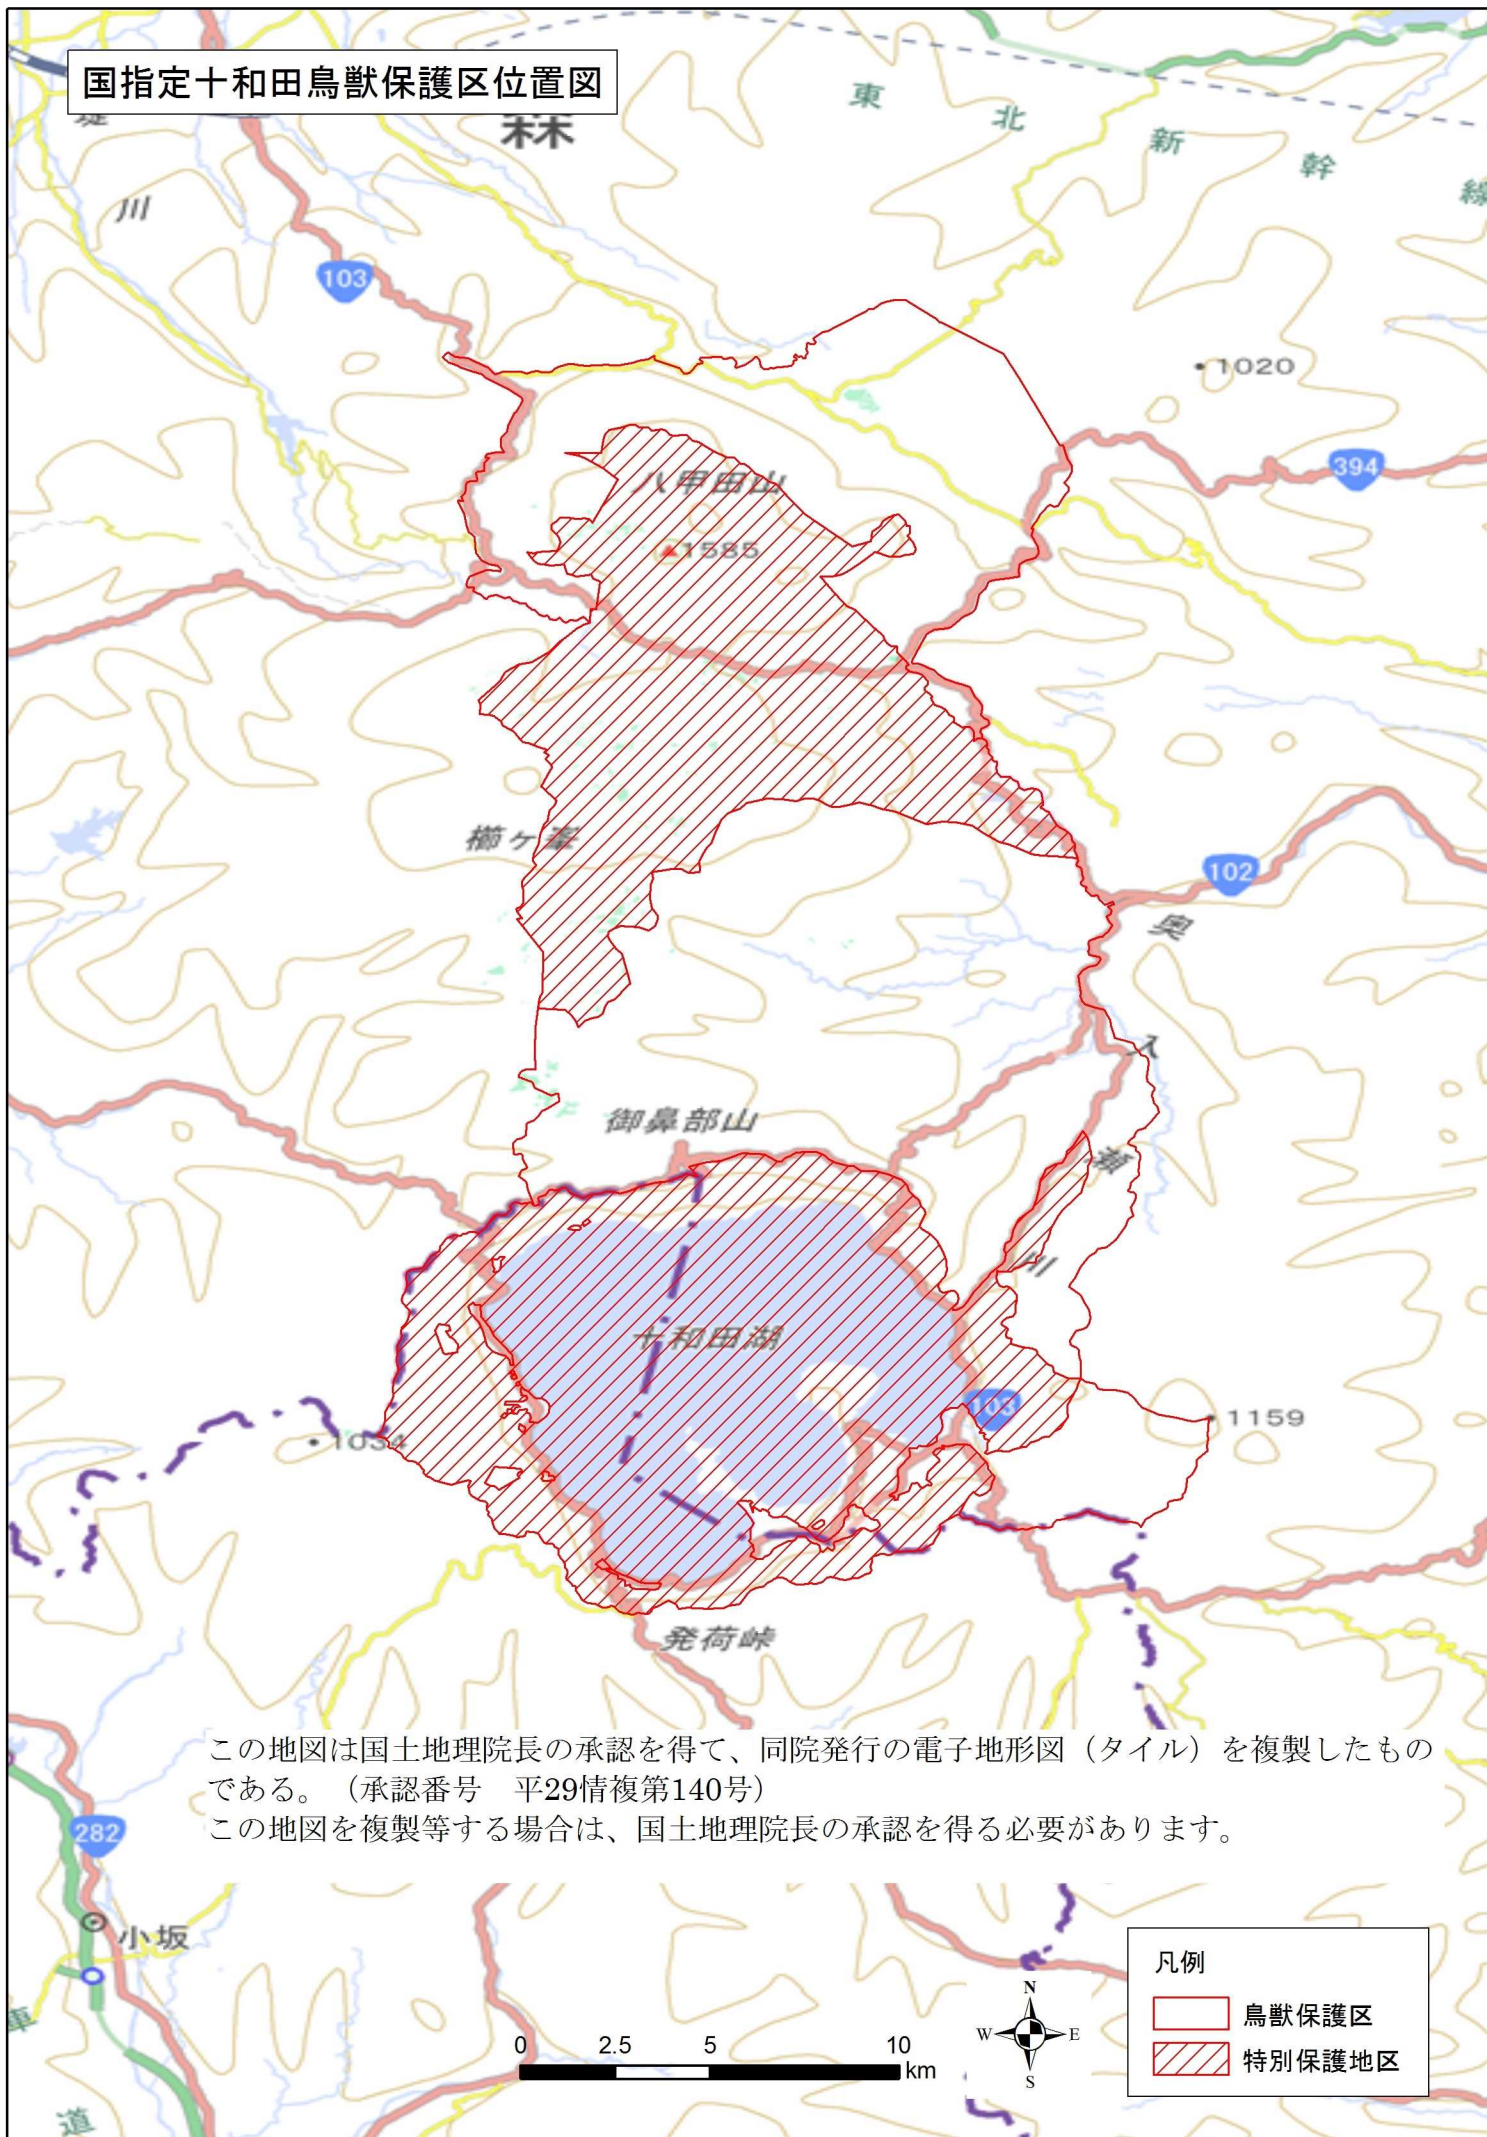 国指定十和田鳥獣保護区位置図
森
堤
川
東北新幹線
103
1020
394
八甲田山
1585
櫛ヶ峯
102
奥入瀬川
御鼻部山
十和田湖
103
1159
1034
発荷峠
この地図は国土地理院長の承認を得て、同院発行の電子地形図（タイル）を複製したもの
である。（承認番号　平29情複第140号）
この地図を複製等する場合は、国土地理院長の承認を得る必要があります。
282
小坂
車
道
0 2.5 5 10
km
N
W E
S
凡例
鳥獣保護区
特別保護地区